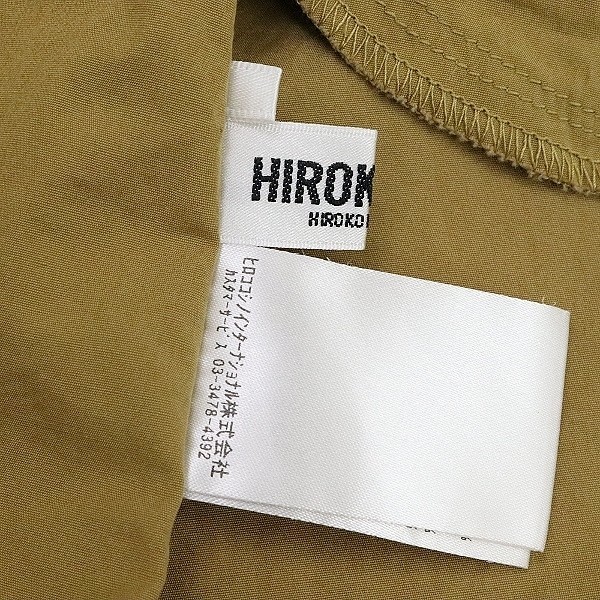 HIROK
HIROKO
ヒロココシノインターナショナル株式会社
カスタマーサービス 03-3478-4392